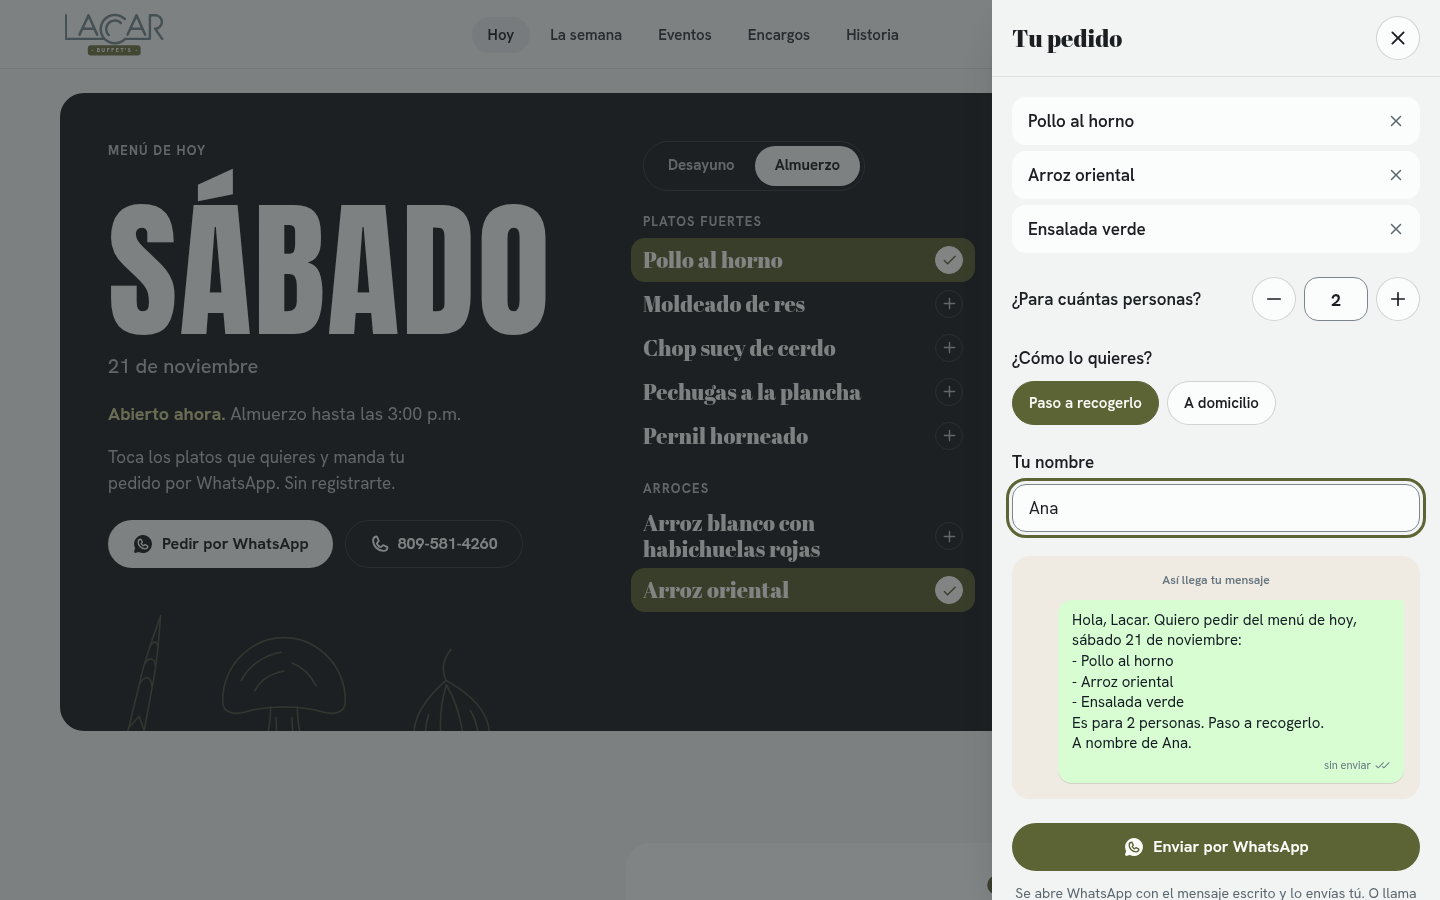 LACAR
BUFFET'S
Hoy
La semana
Eventos
Encargos
Historia
MENÚ DE HOY
SÁBADO
21 de noviembre
Abierto ahora. Almuerzo hasta las 3:00 p.m.
Toca los platos que quieres y manda tu
pedido por WhatsApp. Sin registrarte.
Pedir por WhatsApp
809-581-4260
Desayuno
Almuerzo
PLATOS FUERTES
Pollo al horno
Moldeado de res
Chop suey de cerdo
Pechugas a la plancha
Pernil horneado
ARROCES
Arroz blanco con
habichuelas rojas
Arroz oriental
Tu pedido
Pollo al horno
Arroz oriental
Ensalada verde
¿Para cuántas personas?
2
¿Cómo lo quieres?
Paso a recogerlo
A domicilio
Tu nombre
Ana
Así llega tu mensaje
Hola, Lacar. Quiero pedir del menú de hoy,
sábado 21 de noviembre:
- Pollo al horno
- Arroz oriental
- Ensalada verde
Es para 2 personas. Paso a recogerlo.
A nombre de Ana.
sin enviar
Enviar por WhatsApp
Se abre WhatsApp con el mensaje escrito y lo envías tú. O llama